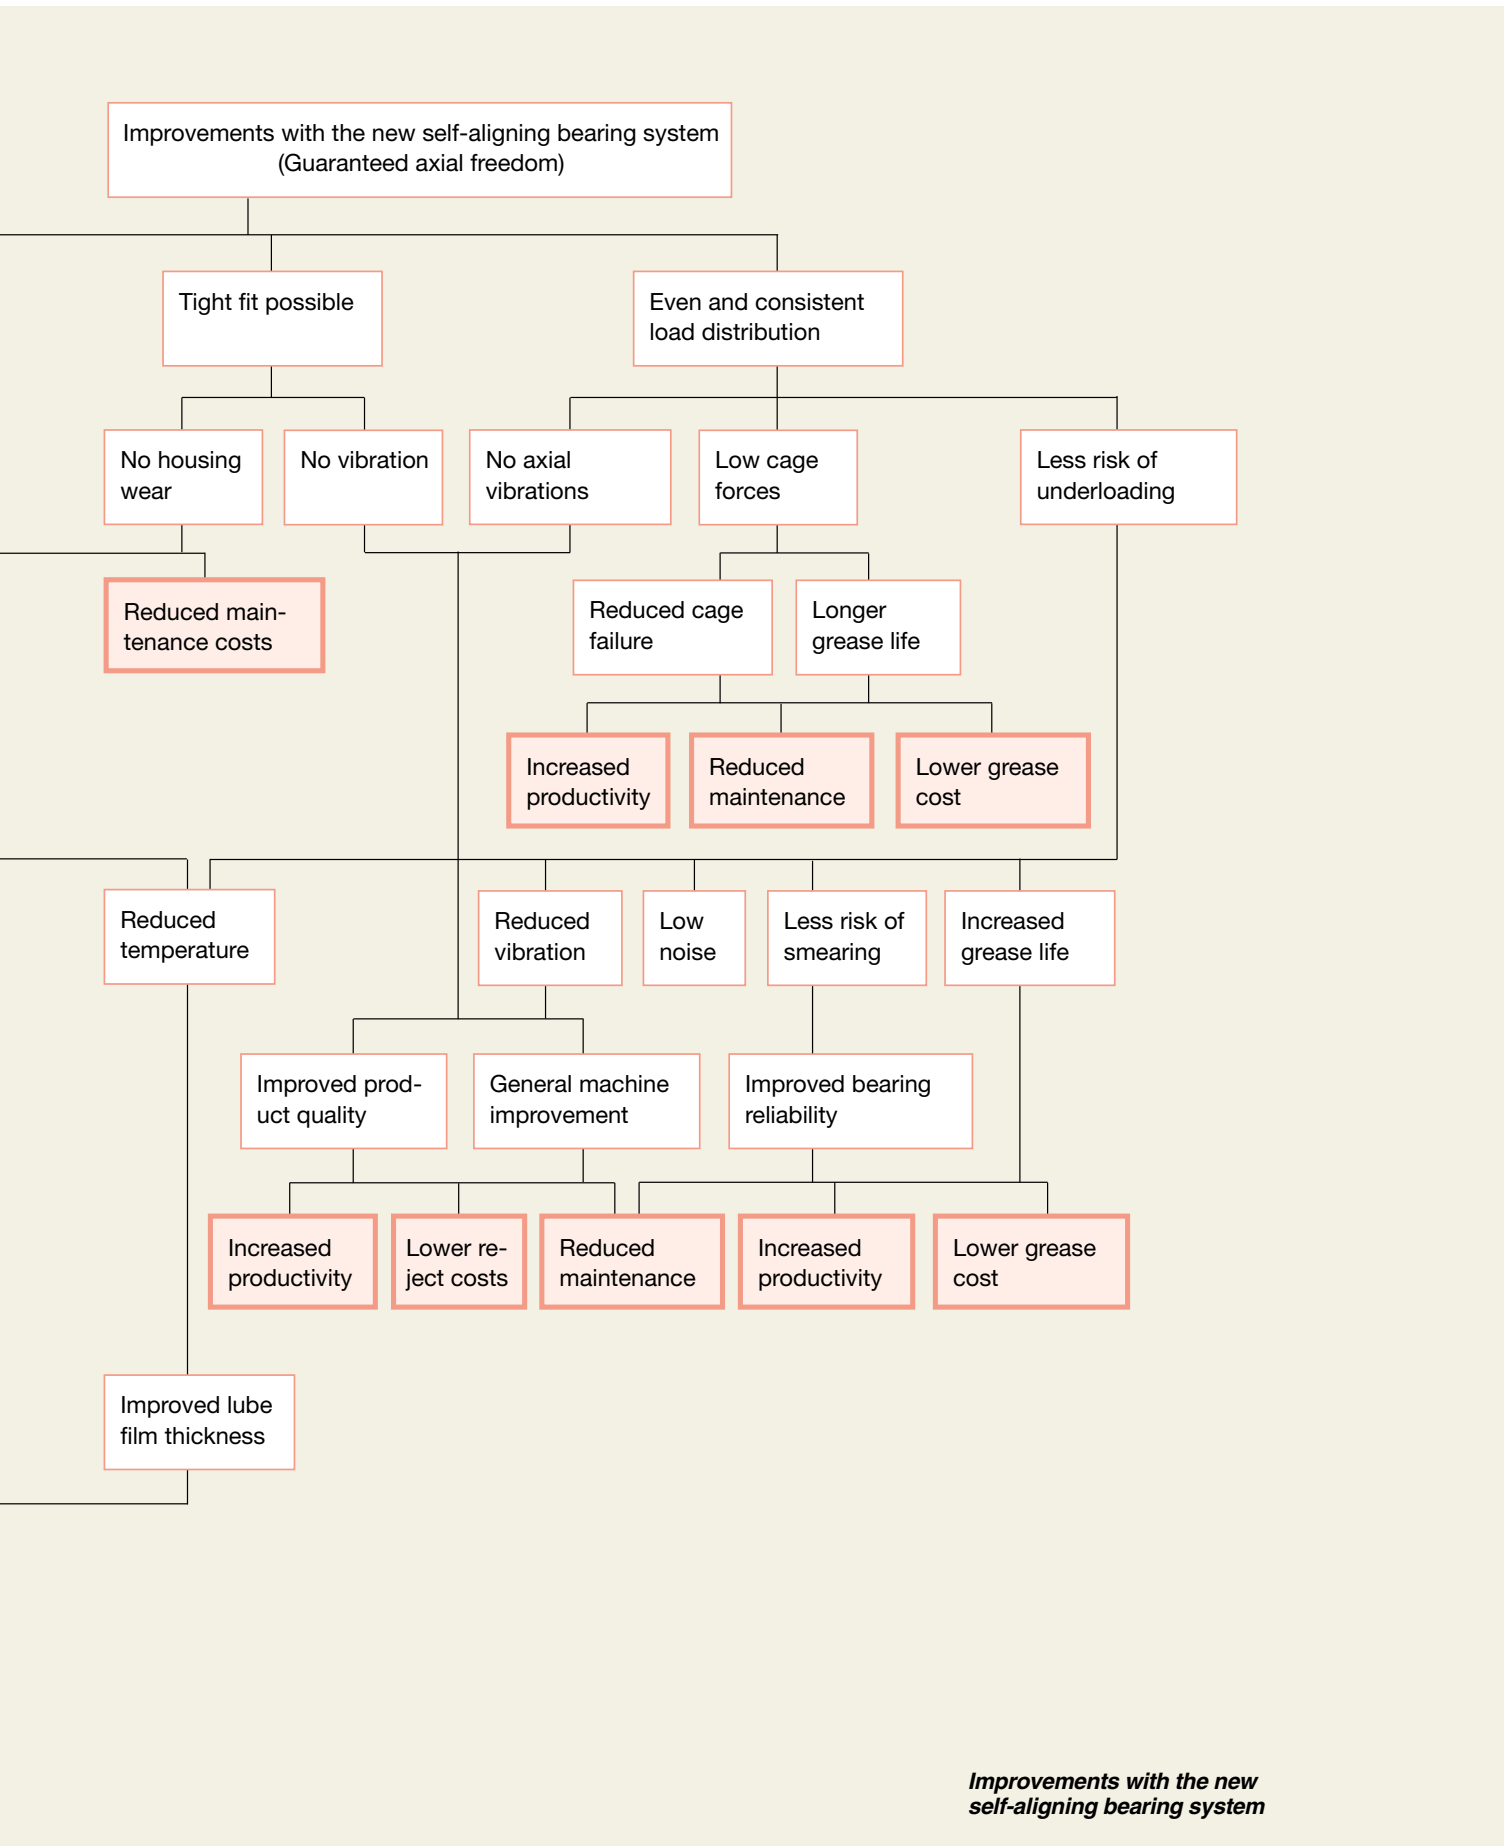 Improvements with the new self-aligning bearing system
(Guaranteed axial freedom)
Tight fit possible
Even and consistent
load distribution
No housing
wear
No vibration
No axial
vibrations
Low cage
forces
Less risk of
underloading
Reduced main-
tenance costs
Reduced cage
failure
Longer
grease life
Increased
productivity
Reduced
maintenance
Lower grease
cost
Reduced
temperature
Reduced
vibration
Low
noise
Less risk of
smearing
Increased
grease life
Improved prod-
uct quality
General machine
improvement
Improved bearing
reliability
Increased
productivity
Lower re-
ject costs
Reduced
maintenance
Increased
productivity
Lower grease
cost
Improved lube
film thickness
Improvements with the new
self-aligning bearing system